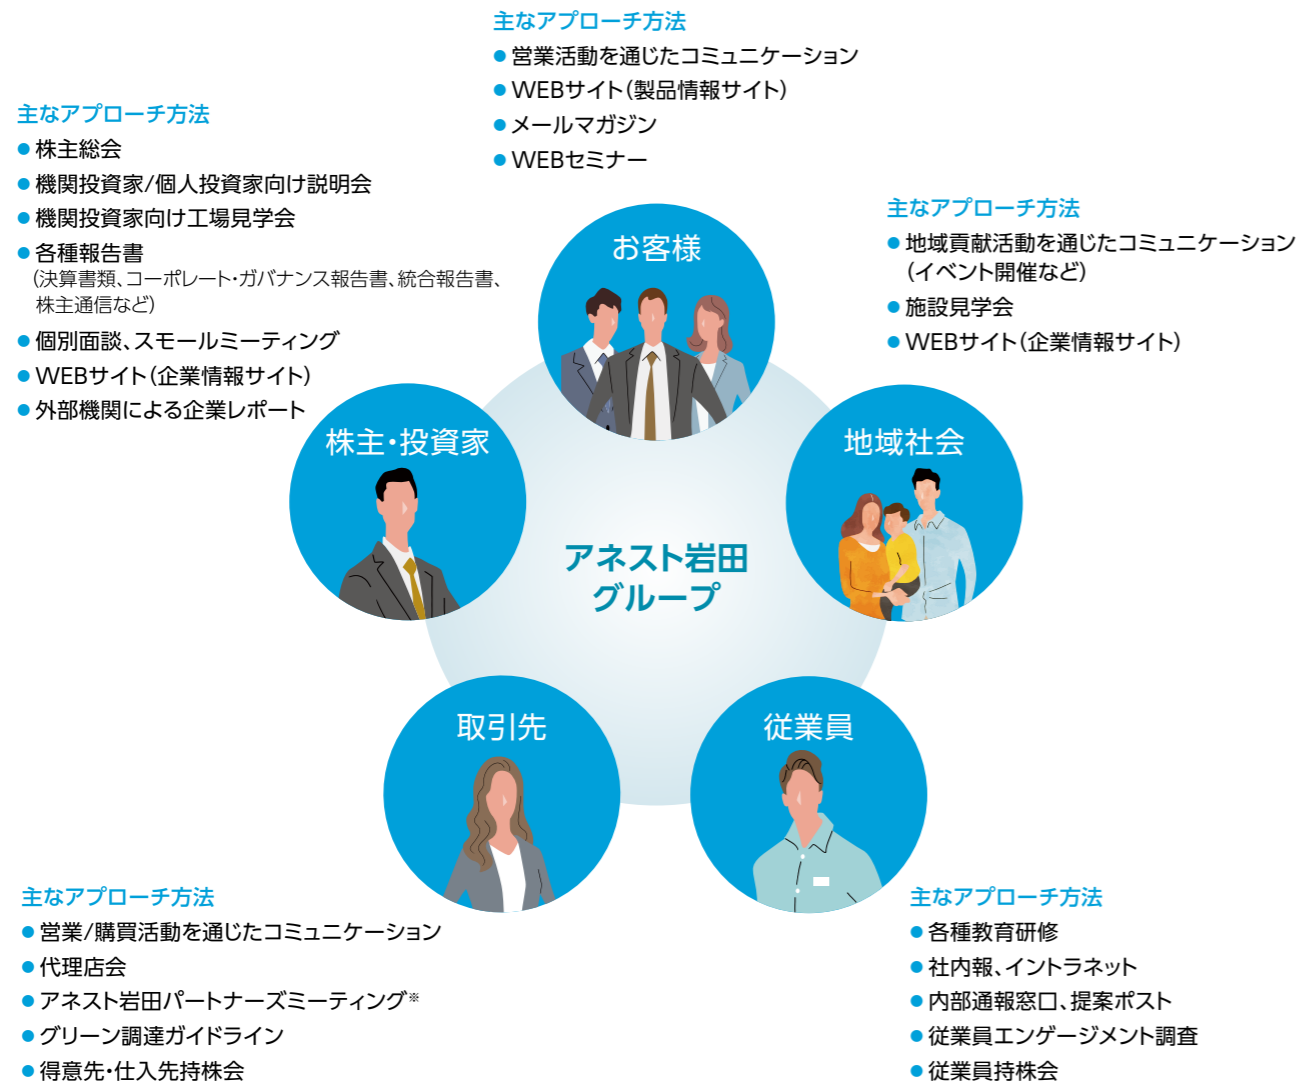 主なアプローチ方法
●営業活動を通じたコミュニケーション
●WEBサイト（製品情報サイト）
●メールマガジン
●WEBセミナー
お客様
主なアプローチ方法
●株主総会
●機関投資家/個人投資家向け説明会
●機関投資家向け工場見学会
●各種報告書
（決算書類、コーポレート・ガバナンス報告書、統合報告書、
株主通信など）
●個別面談、スモールミーティング
●WEBサイト（企業情報サイト）
●外部機関による企業レポート
株主・投資家
主なアプローチ方法
●地域貢献活動を通じたコミュニケーション
（イベント開催など）
●施設見学会
●WEBサイト（企業情報サイト）
地域社会
アネスト岩田
グループ
取引先
主なアプローチ方法
●営業/購買活動を通じたコミュニケーション
●代理店会
●アネスト岩田パートナーズミーティング※
●グリーン調達ガイドライン
●得意先・仕入先持株会
従業員
主なアプローチ方法
●各種教育研修
●社内報、イントラネット
●内部通報窓口、提案ポスト
●従業員エンゲージメント調査
●従業員持株会